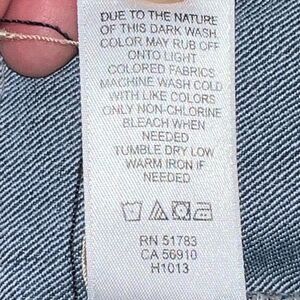 DUE TO THE NATURE
OF THIS DARK WASH
COLOR MAY RUB OFF
ONTO LIGHT
COLORED FABRICS
MACHINE WASH COLD
WITH LIKE COLORS
ONLY NON-CHLORINE
BLEACH WHEN
NEEDED
TUMBLE DRY LOW
WARM IRON IF
NEEDED
RN 51783
CA 56910
H1013